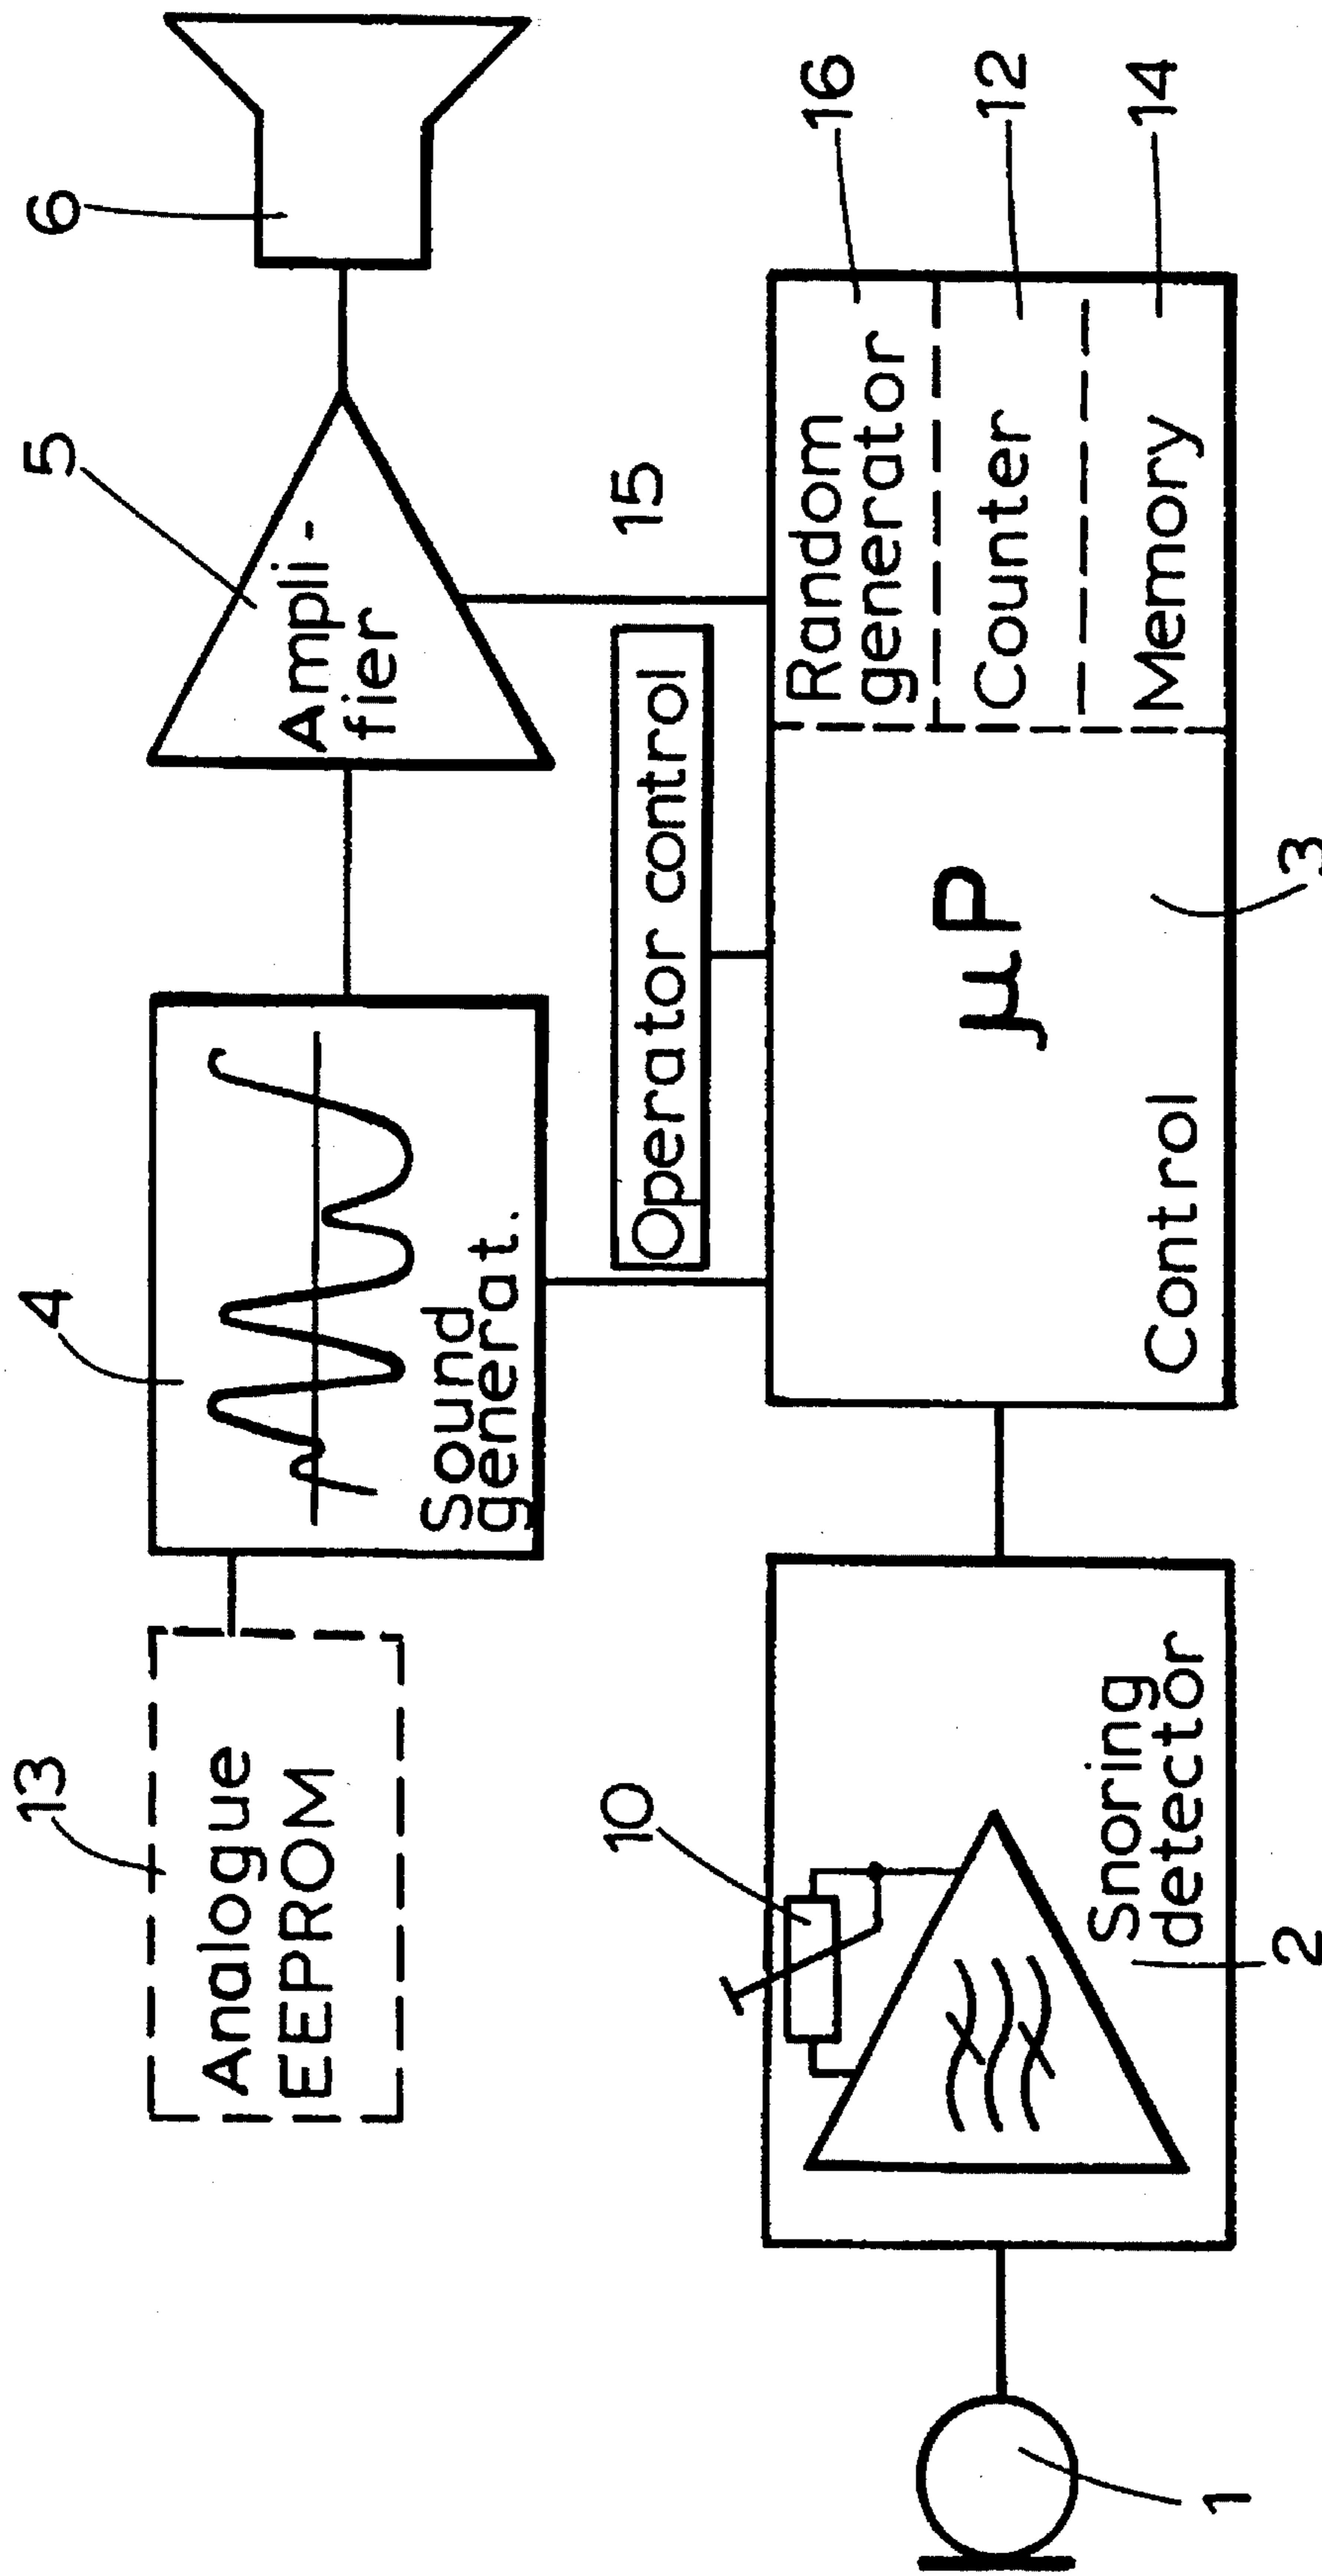 13
Analogue
EEPROM
4
Sound
generat.
5
Ampli-
fier
6
15
Operator control
10
Snoring
detector
2
1
µP
Control
3
Random
generator
16
Counter
12
Memory
14